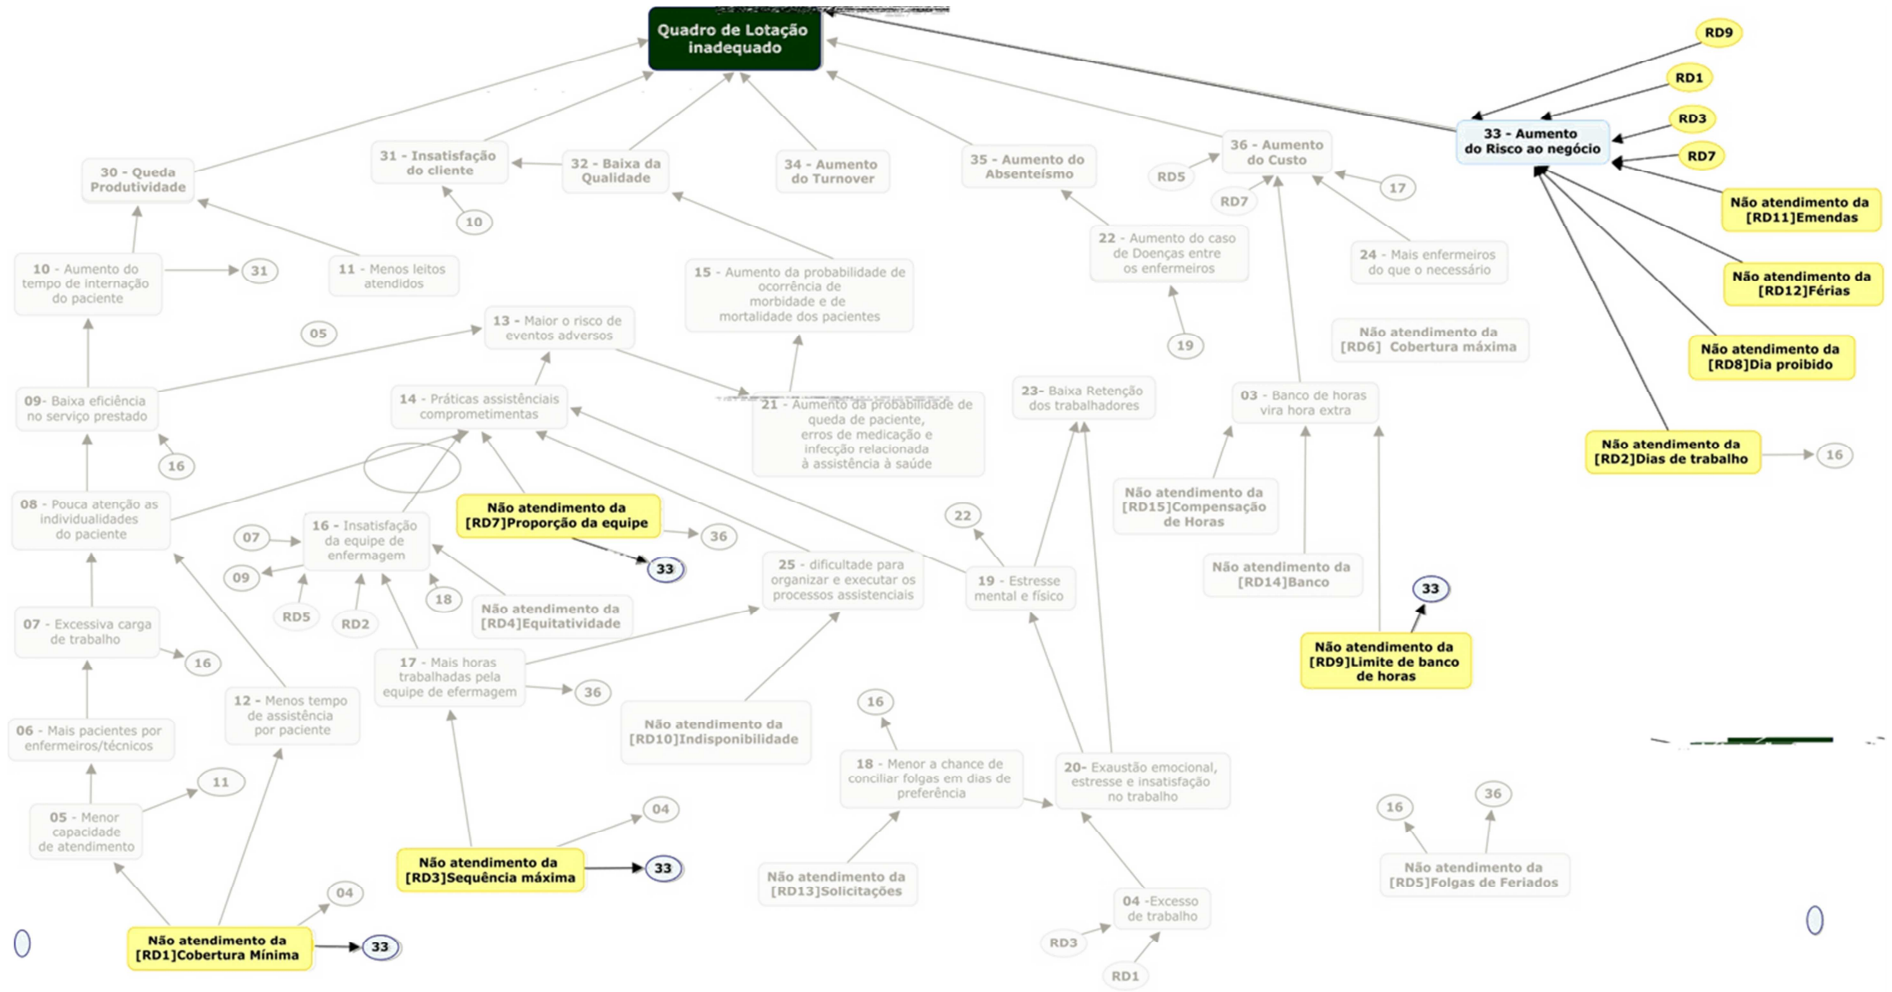 Quadro de Lotação
inadequado
RD9
RD1
RD3
RD7
33 - Aumento
do Risco ao negócio
30 - Queda
Produtividade
31 - Insatisfação
do cliente
32 - Baixa da
Qualidade
34 - Aumento
do Turnover
35 - Aumento do
Absenteísmo
36 - Aumento
do Custo
RD5
RD7
17
10
Não atendimento da
[RD11]Emendas
Não atendimento da
[RD12]Férias
Não atendimento da
[RD8]Dia proibido
Não atendimento da
[RD2]Dias de trabalho
16
10 - Aumento do
tempo de internação
do paciente
31
11 - Menos leitos
atendidos
15 - Aumento da probabilidade de
ocorrência de
morbidade e de
mortalidade dos pacientes
22 - Aumento do caso
de Doenças entre
os enfermeiros
24 - Mais enfermeiros
do que o necessário
19
05
13 - Maior o risco de
eventos adversos
Não atendimento da
[RD6] Cobertura máxima
09- Baixa eficiência
no serviço prestado
16
14 - Práticas assistênciais
comprometimentas
21 - Aumento da probabilidade de
queda de paciente,
erros de medicação e
infecção relacionada
à assistência à saúde
23- Baixa Retenção
dos trabalhadores
03 - Banco de horas
vira hora extra
08 - Pouca atenção as
individualidades
do paciente
16 - Insatisfação
da equipe de
enfermagem
07
09
RD5
RD2
18
Não atendimento da
[RD7]Proporção da equipe
36
33
Não atendimento da
[RD4]Equitatividade
25 - dificultade para
organizar e executar os
processos assistenciais
22
19 - Estresse
mental e físico
Não atendimento da
[RD15]Compensação
de Horas
Não atendimento da
[RD14]Banco
33
Não atendimento da
[RD9]Limite de banco
de horas
07 - Excessiva carga
de trabalho
16
17 - Mais horas
trabalhadas pela
equipe de efermagem
36
12 - Menos tempo
de assistência
por paciente
06 - Mais pacientes por
enfermeiros/técnicos
Não atendimento da
[RD10]Indisponibilidade
16
18 - Menor a chance de
conciliar folgas em dias de
preferência
20- Exaustão emocional,
estresse e insatisfação
no trabalho
11
05 - Menor
capacidade
de atendimento
04
Não atendimento da
[RD3]Sequência máxima
33
Não atendimento da
[RD13]Solicitações
16
36
Não atendimento da
[RD5]Folgas de Feriados
04 -Excesso
de trabalho
RD3
RD1
04
Não atendimento da
[RD1]Cobertura Mínima
33